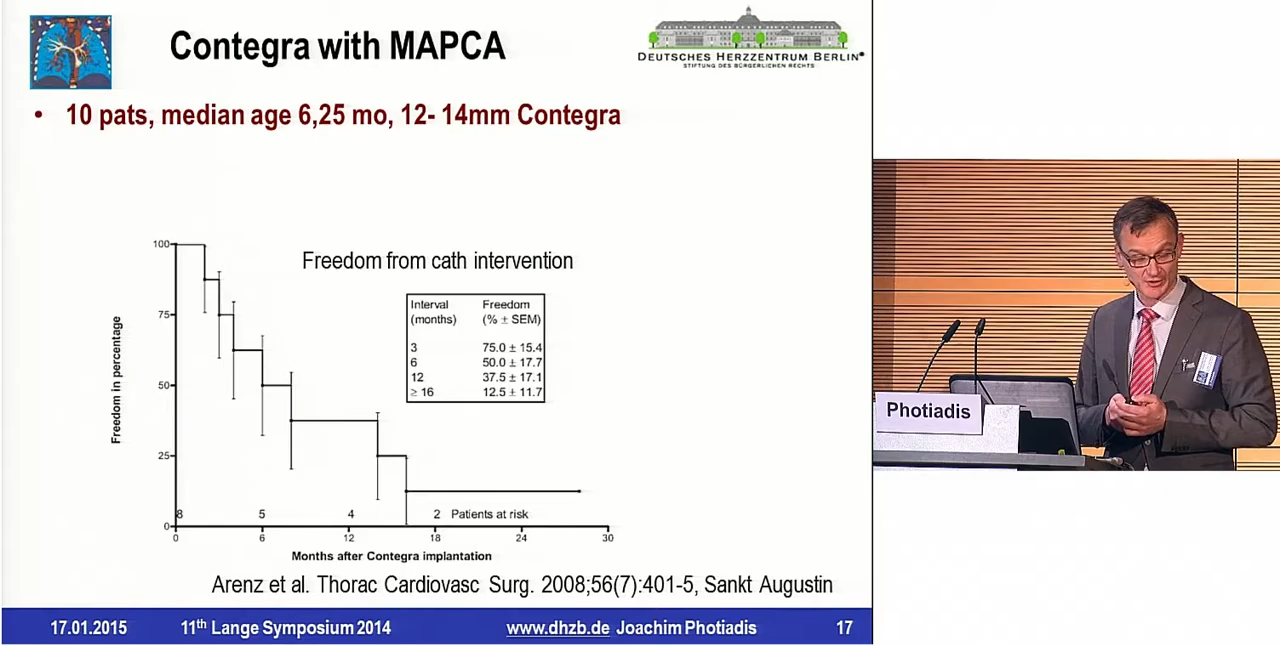 Contegra with MAPCA
DEUTSCHES HERZZENTRUM BERLIN
STIFTUNG DES BÜRGERLICHEN RECHTS
• 10 pats, median age 6,25 mo, 12- 14mm Contegra
Freedom from cath intervention
Interval Freedom
(months) (% ± SEM)
3 75.0 ± 15.4
6 50.0 ± 17.7
12 37.5 ± 17.1
≥ 16 12.5 ± 11.7
Freedom in percentage
100
75
50
25
0
8 5 4 2 Patients at risk
0 6 12 18 24 30
Months after Contegra implantation
Arenz et al. Thorac Cardiovasc Surg. 2008;56(7):401-5, Sankt Augustin
17.01.2015 11th Lange Symposium 2014 www.dhzb.de Joachim Photiadis 17
Photiadis